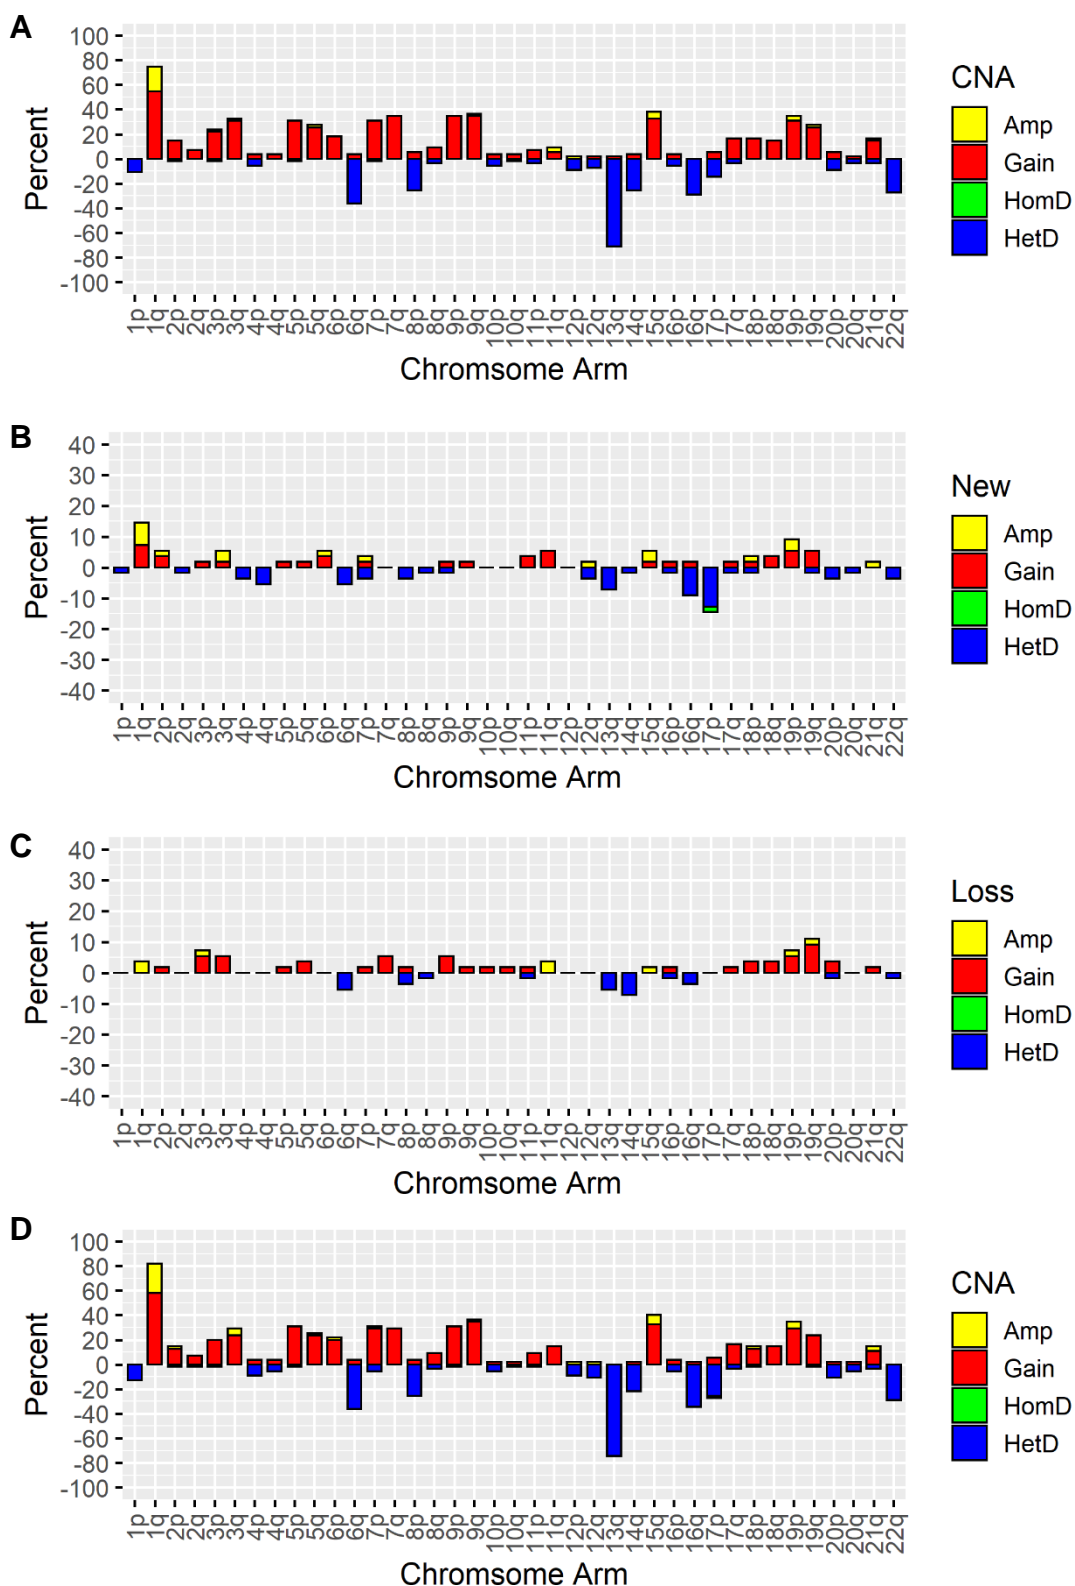 A
100
80
60
40
20
0
-20
-40
-60
-80
-100
Percent
1p 1q 2p 2q 3p 3q 4p 4q 5p 5q 6p 6q 7p 7q 8p 8q 9p 9q 10p 10q 11p 11q 12p 12q 13q 14q 15q 16p 16q 17p 17q 18p 18q 19p 19q 20p 20q 21q 22q
Chromsome Arm
CNA
Amp
Gain
HomD
HetD
B
40
30
20
10
0
-10
-20
-30
-40
Percent
1p 1q 2p 2q 3p 3q 4p 4q 5p 5q 6p 6q 7p 7q 8p 8q 9p 9q 10p 10q 11p 11q 12p 12q 13q 14q 15q 16p 16q 17p 17q 18p 18q 19p 19q 20p 20q 21q 22q
Chromsome Arm
New
Amp
Gain
HomD
HetD
C
40
30
20
10
0
-10
-20
-30
-40
Percent
1p 1q 2p 2q 3p 3q 4p 4q 5p 5q 6p 6q 7p 7q 8p 8q 9p 9q 10p 10q 11p 11q 12p 12q 13q 14q 15q 16p 16q 17p 17q 18p 18q 19p 19q 20p 20q 21q 22q
Chromsome Arm
Loss
Amp
Gain
HomD
HetD
D
100
80
60
40
20
0
-20
-40
-60
-80
-100
Percent
1p 1q 2p 2q 3p 3q 4p 4q 5p 5q 6p 6q 7p 7q 8p 8q 9p 9q 10p 10q 11p 11q 12p 12q 13q 14q 15q 16p 16q 17p 17q 18p 18q 19p 19q 20p 20q 21q 22q
Chromsome Arm
CNA
Amp
Gain
HomD
HetD